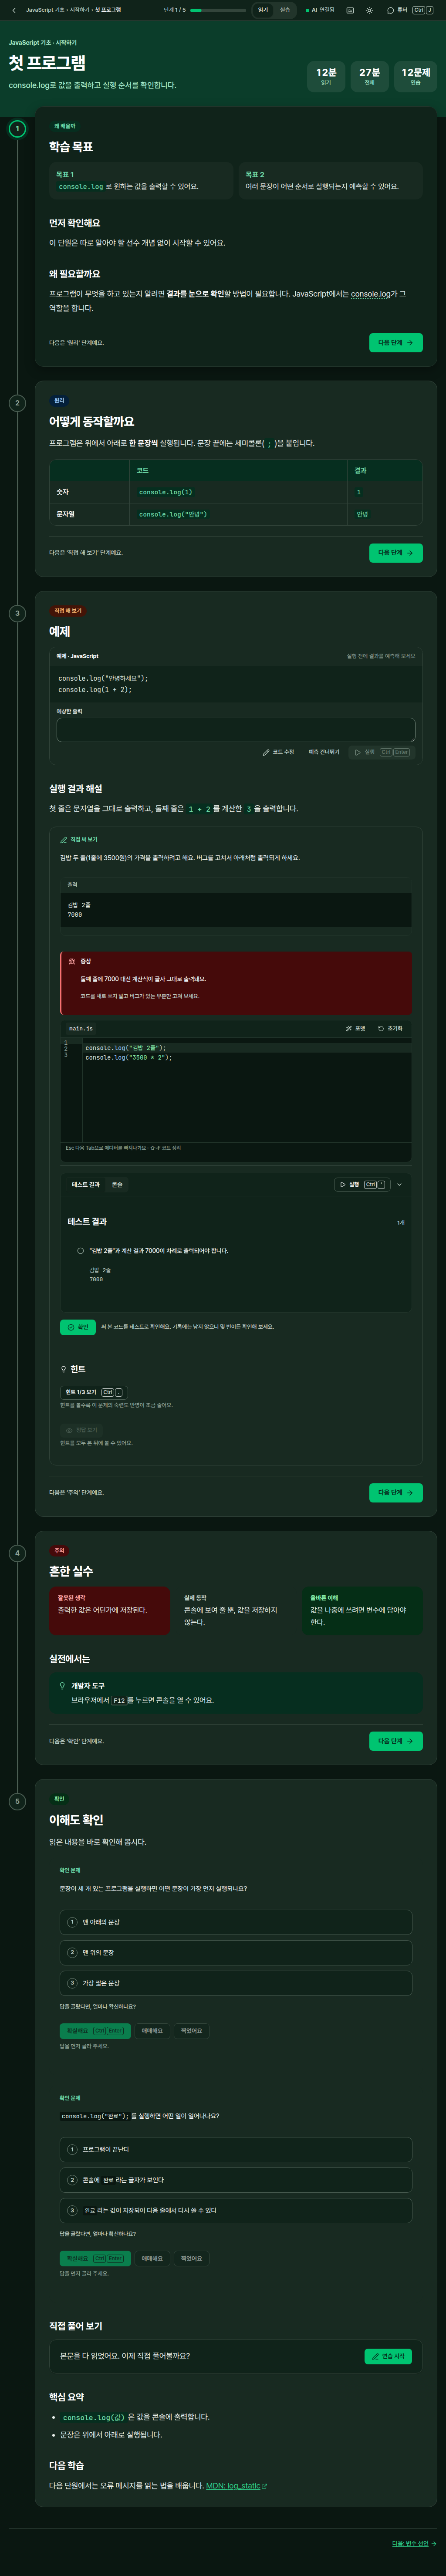 JavaScript 기초 › 시작하기 › 첫 프로그램
단계 1 / 5
읽기 실습
AI 연결됨
튜터 Ctrl J
JavaScript 기초 · 시작하기
첫 프로그램
console.log로 값을 출력하고 실행 순서를 확인합니다.
12분 읽기
27분 전체
12문제 연습
1
왜 배울까
학습 목표
목표 1
console.log 로 원하는 값을 출력할 수 있어요.
목표 2
여러 문장이 어떤 순서로 실행되는지 예측할 수 있어요.
먼저 확인해요
이 단원은 따로 알아야 할 선수 개념 없이 시작할 수 있어요.
왜 필요할까요
프로그램이 무엇을 하고 있는지 알려면 결과를 눈으로 확인할 방법이 필요합니다. JavaScript에서는 console.log가 그
역할을 합니다.
다음은 '원리' 단계예요.
다음 단계
2
원리
어떻게 동작할까요
프로그램은 위에서 아래로 한 문장씩 실행됩니다. 문장 끝에는 세미콜론( ; )을 붙입니다.
코드 결과
숫자 console.log(1) 1
문자열 console.log("안녕") 안녕
다음은 '직접 해 보기' 단계예요.
다음 단계
3
직접 해 보기
예제
예제 · JavaScript
실행 전에 결과를 예측해 보세요
console.log("안녕하세요");
console.log(1 + 2);
예상한 출력
코드 수정 예측 건너뛰기 실행 Ctrl Enter
실행 결과 해설
첫 줄은 문자열을 그대로 출력하고, 둘째 줄은 1 + 2 를 계산한 3 을 출력합니다.
직접 써 보기
김밥 두 줄(1줄에 3500원)의 가격을 출력하려고 해요. 버그를 고쳐서 아래처럼 출력되게 하세요.
출력
김밥 2줄
7000
증상
둘째 줄에 7000 대신 계산식이 글자 그대로 출력돼요.
코드를 새로 쓰지 말고 버그가 있는 부분만 고쳐 보세요.
main.js
포맷 초기화
1
2
3
console.log("김밥 2줄");
console.log("3500 * 2");
Esc 다음 Tab으로 에디터를 빠져나가요 · ⇧·F 코드 정리
테스트 결과 콘솔
실행 Ctrl '
테스트 결과
1개
"김밥 2줄"과 계산 결과 7000이 차례로 출력되어야 합니다.
김밥 2줄
7000
확인
써 본 코드를 테스트로 확인해요. 기록에는 남지 않으니 몇 번이든 확인해 보세요.
힌트
힌트 1/3 보기 Ctrl .
힌트를 볼수록 이 문제의 숙련도 반영이 조금 줄어요.
정답 보기
힌트를 모두 본 뒤에 볼 수 있어요.
다음은 '주의' 단계예요.
다음 단계
4
주의
흔한 실수
잘못된 생각
출력한 값은 어딘가에 저장된다.
실제 동작
콘솔에 보여 줄 뿐, 값을 저장하지
않는다.
올바른 이해
값을 나중에 쓰려면 변수에 담아야
한다.
실전에서는
개발자 도구
브라우저에서 F12 를 누르면 콘솔을 열 수 있어요.
다음은 '확인' 단계예요.
다음 단계
5
확인
이해도 확인
읽은 내용을 바로 확인해 봅시다.
확인 문제
문장이 세 개 있는 프로그램을 실행하면 어떤 문장이 가장 먼저 실행되나요?
1 맨 아래의 문장
2 맨 위의 문장
3 가장 짧은 문장
답을 골랐다면, 얼마나 확신하나요?
확실해요 Ctrl Enter 애매해요 찍었어요
답을 먼저 골라 주세요.
확인 문제
console.log("완료"); 를 실행하면 어떤 일이 일어나나요?
1 프로그램이 끝난다
2 콘솔에 완료 라는 글자가 보인다
3 완료 라는 값이 저장되어 다음 줄에서 다시 쓸 수 있다
답을 골랐다면, 얼마나 확신하나요?
확실해요 Ctrl Enter 애매해요 찍었어요
답을 먼저 골라 주세요.
직접 풀어 보기
본문을 다 읽었어요. 이제 직접 풀어볼까요?
연습 시작
핵심 요약
• console.log(값) 은 값을 콘솔에 출력합니다.
• 문장은 위에서 아래로 실행됩니다.
다음 학습
다음 단원에서는 오류 메시지를 읽는 법을 배웁니다. MDN: log_static
다음: 변수 선언